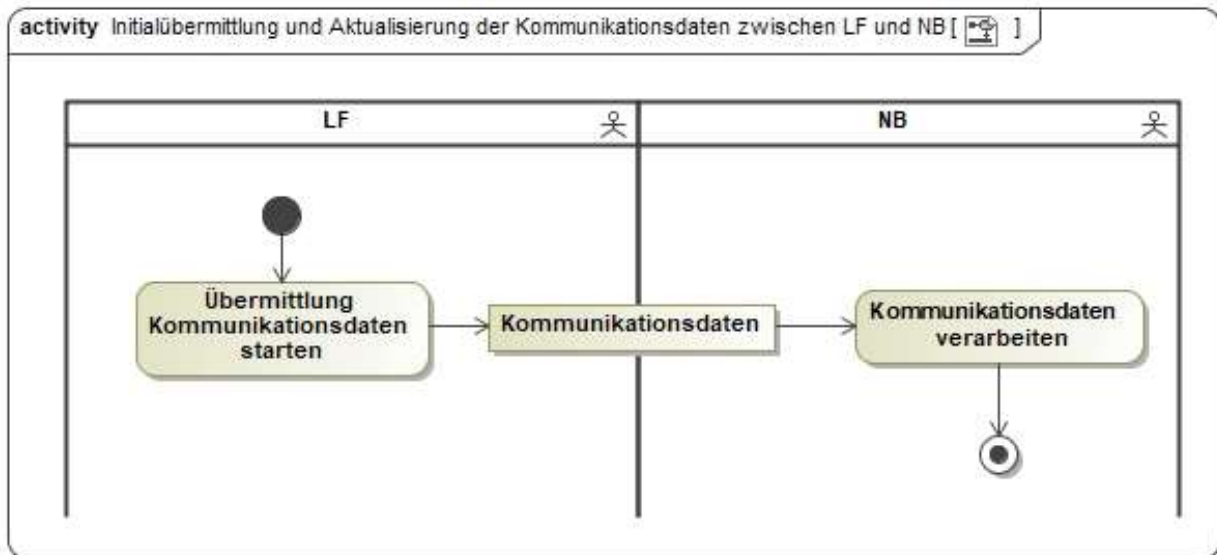 activity Initialübermittlung und Aktualisierung der Kommunikationsdaten zwischen LF und NB [ ]
LF
NB
Übermittlung
Kommunikationsdaten
starten
Kommunikationsdaten
Kommunikationsdaten
verarbeiten